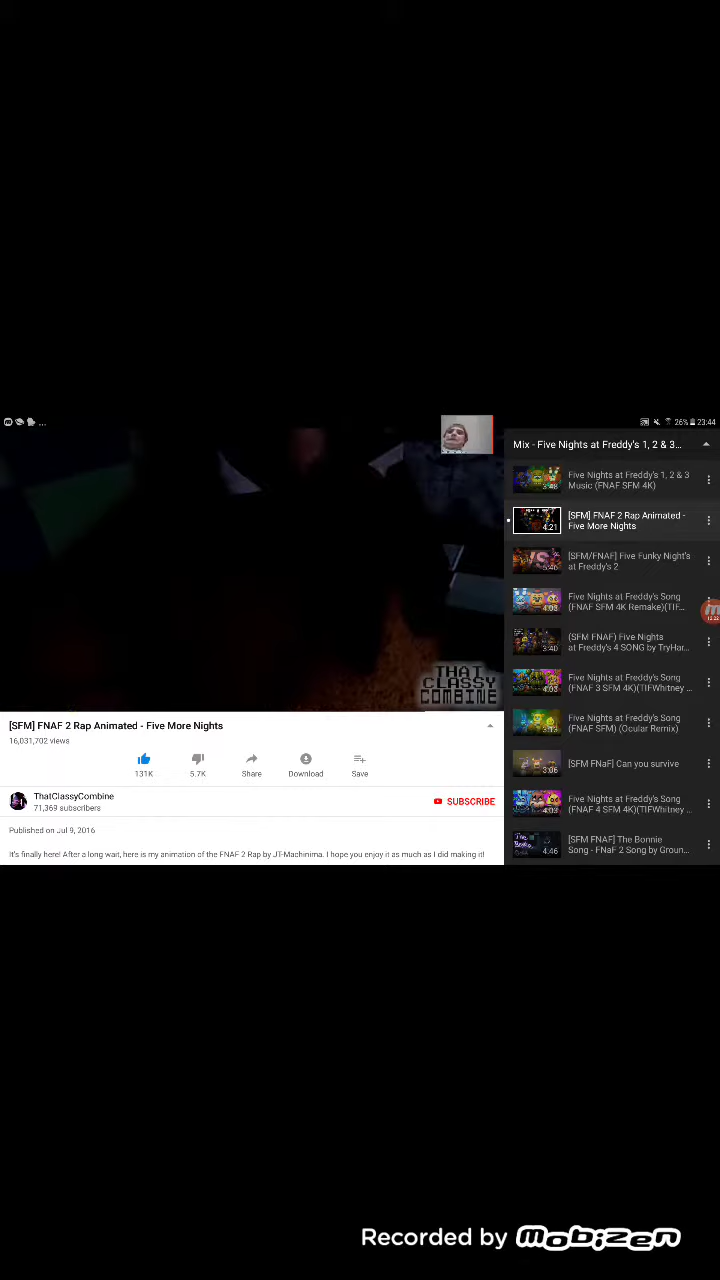 26% 23:44
Mix - Five Nights at Freddy's 1, 2 & 3...
Five Nights at Freddy's 1, 2 & 3
Music (FNAF SFM 4K)
3:48
[SFM] FNAF 2 Rap Animated -
Five More Nights
4:21
[SFM/FNAF] Five Funky Night's
at Freddy's 2
5:46
Five Nights at Freddy's Song
(FNAF SFM 4K Remake)(TIF...
4:03
(SFM FNAF) Five Nights
at Freddy's 4 SONG by TryHar...
3:40
Five Nights at Freddy's Song
(FNAF 3 SFM 4K)(TIFWhitney ...
4:03
Five Nights at Freddy's Song
(FNAF SFM) (Ocular Remix)
3:13
[SFM FNaF] Can you survive
3:06
Five Nights at Freddy's Song
(FNAF 4 SFM 4K)(TIFWhitney ...
4:03
[SFM FNAF] The Bonnie
Song - FNaF 2 Song by Groun...
4:46
THAT
CLASSY
COMBINE
[SFM] FNAF 2 Rap Animated - Five More Nights
16,031,702 views
131K 5.7K Share Download Save
ThatClassyCombine
71,369 subscribers
SUBSCRIBE
Published on Jul 9, 2016
It's finally here! After a long wait, here is my animation of the FNAF 2 Rap by JT-Machinima. I hope you enjoy it as much as I did making it!
Recorded by Mobizen